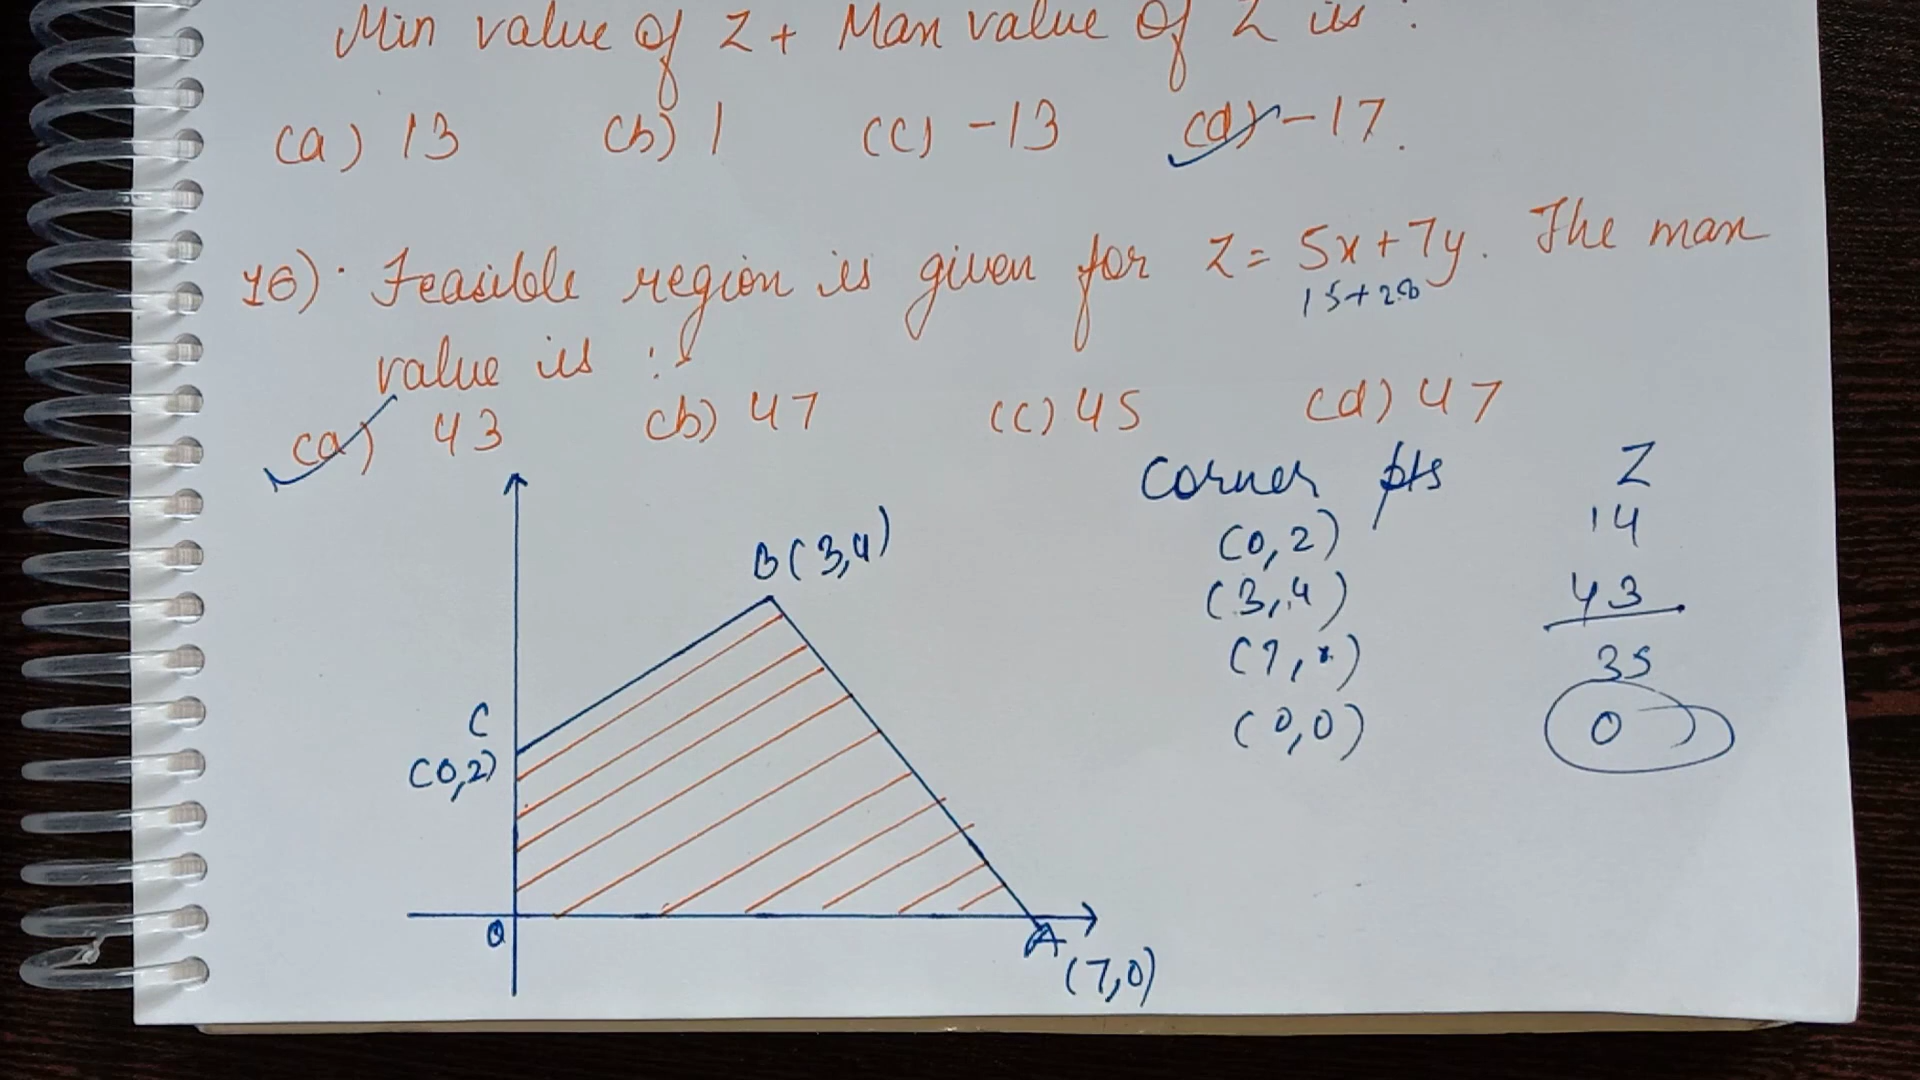 Min value of Z + Max value of Z is :
(a) 13 (b) 1 (c) -13 (d) -17.
16). Feasible region is given for Z = 5x + 7y. The max
15+28
value is :
(a) 43 (b) 47 (c) 45 (d) 47
Corner pts Z
(0,2) 14
(3,4) 43
(7,) 35
(0,0) 0
B(3,4)
C
(0,2)
O
A
(7,0)